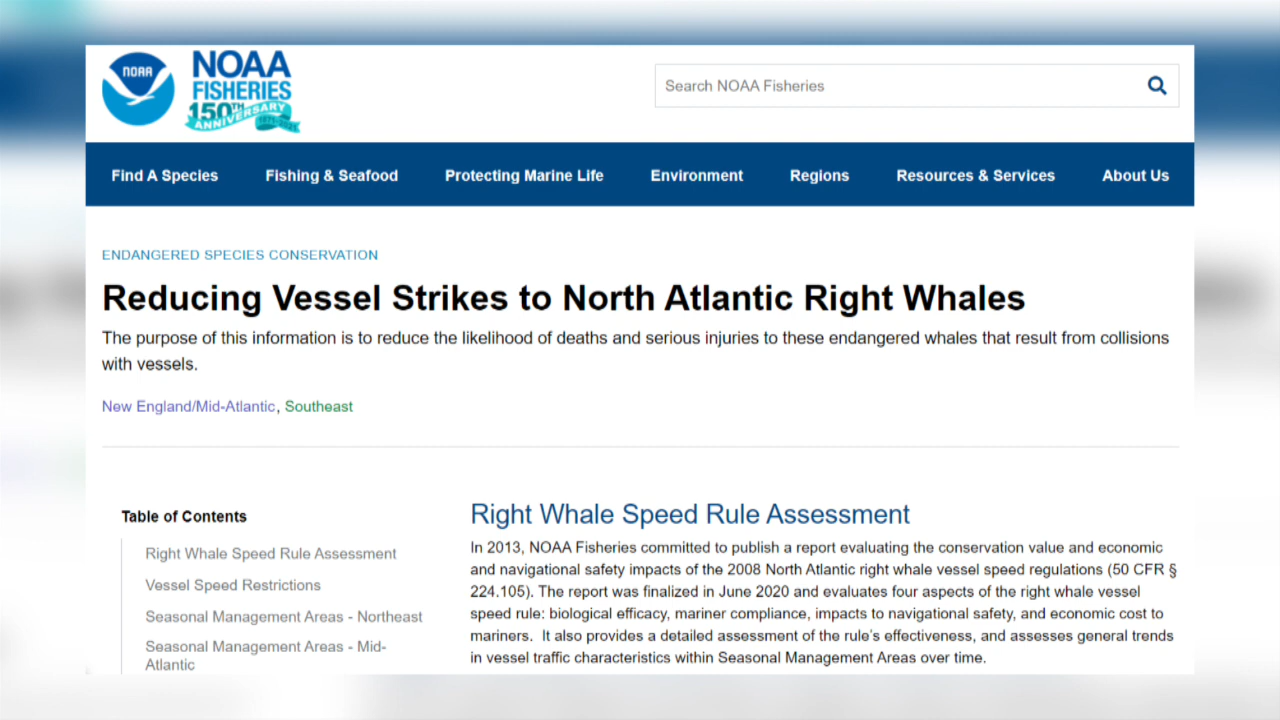 NOAA
NOAA
FISHERIES
150TH
ANNIVERSARY
1871-2021
Search NOAA Fisheries
Find A Species Fishing & Seafood Protecting Marine Life Environment Regions Resources & Services About Us
ENDANGERED SPECIES CONSERVATION
Reducing Vessel Strikes to North Atlantic Right Whales
The purpose of this information is to reduce the likelihood of deaths and serious injuries to these endangered whales that result from collisions
with vessels.
New England/Mid-Atlantic, Southeast
Table of Contents
Right Whale Speed Rule Assessment
Vessel Speed Restrictions
Seasonal Management Areas - Northeast
Seasonal Management Areas - Mid-
Atlantic
Right Whale Speed Rule Assessment
In 2013, NOAA Fisheries committed to publish a report evaluating the conservation value and economic
and navigational safety impacts of the 2008 North Atlantic right whale vessel speed regulations (50 CFR §
224.105). The report was finalized in June 2020 and evaluates four aspects of the right whale vessel
speed rule: biological efficacy, mariner compliance, impacts to navigational safety, and economic cost to
mariners. It also provides a detailed assessment of the rule's effectiveness, and assesses general trends
in vessel traffic characteristics within Seasonal Management Areas over time.